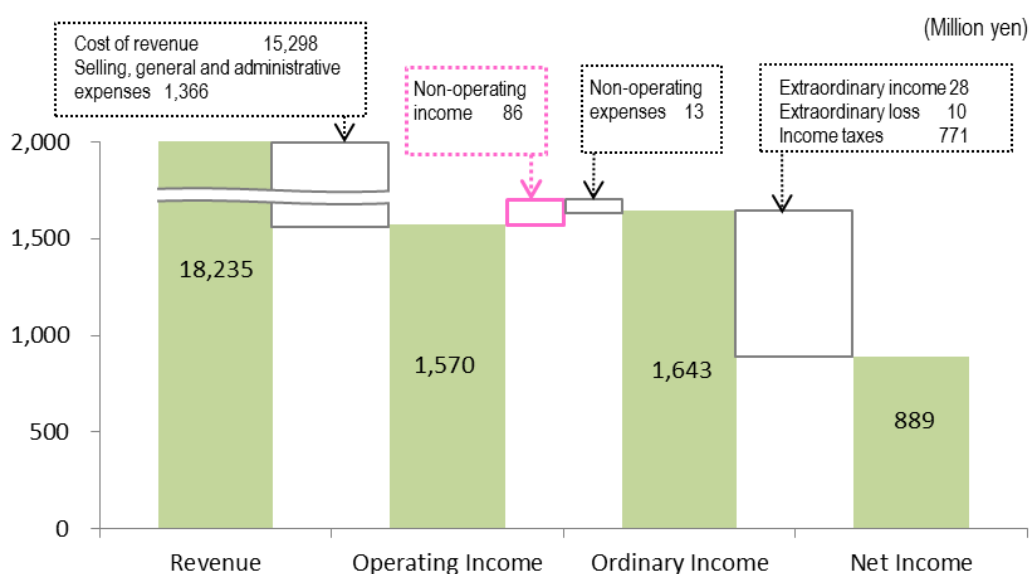 (Million yen)
Cost of revenue 15,298
Selling, general and administrative
expenses 1,366
Non-operating
income 86
Non-operating
expenses 13
Extraordinary income 28
Extraordinary loss 10
Income taxes 771
2,000
1,500
1,000
500
0
18,235
1,570
1,643
889
Revenue
Operating Income
Ordinary Income
Net Income